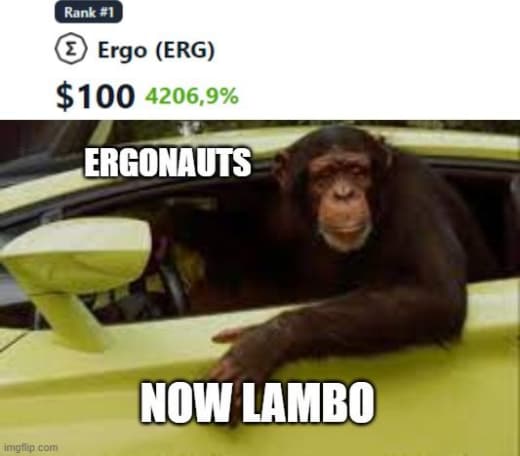 Rank #1
Σ Ergo (ERG)
$100 4206,9%
ERGONAUTS
NOW LAMBO
imgflip.com